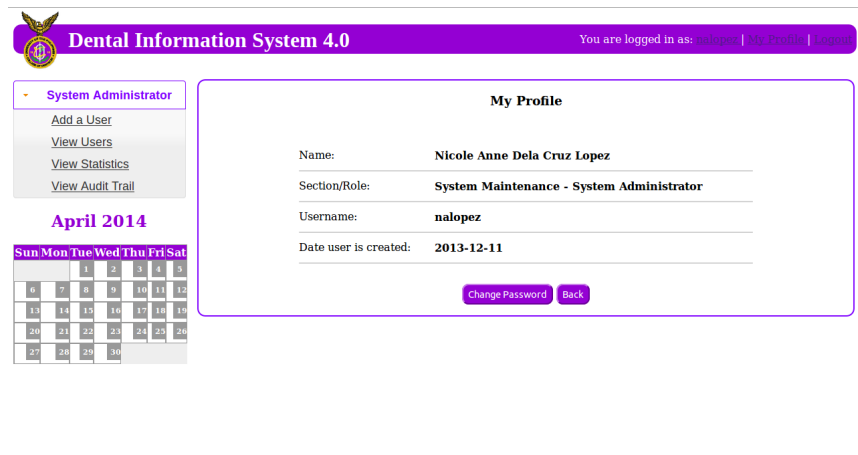 Dental Information System 4.0
You are logged in as: nalopez | My Profile | Logout
System Administrator
Add a User
View Users
View Statistics
View Audit Trail
April 2014
Sun Mon Tue Wed Thu Fri Sat
1 2 3 4 5
6 7 8 9 10 11 12
13 14 15 16 17 18 19
20 21 22 23 24 25 26
27 28 29 30
My Profile
Name: Nicole Anne Dela Cruz Lopez
Section/Role: System Maintenance - System Administrator
Username: nalopez
Date user is created: 2013-12-11
Change Password Back